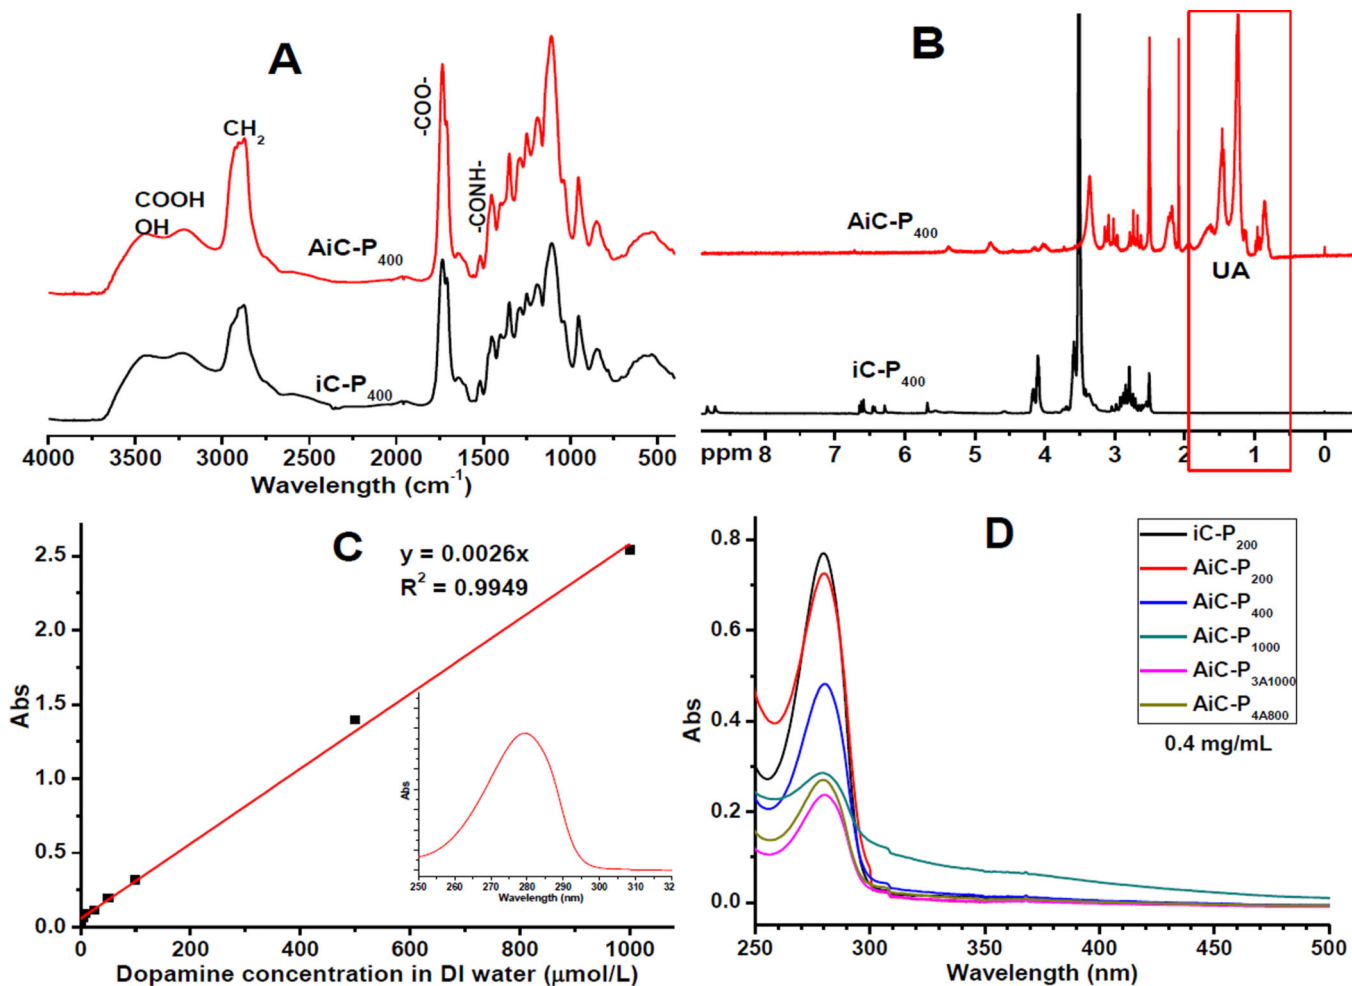 A
CH2
-COO-
COOH
OH
-CONH-
AiC-P400
iC-P400
4000 3500 3000 2500 2000 1500 1000 500
Wavelength (cm-1)
B
AiC-P400
UA
iC-P400
ppm 8 7 6 5 4 3 2 1 0
C
y = 0.0026x
R2 = 0.9949
2.5
2.0
1.5
1.0
0.5
0.0
Abs
0 200 400 600 800 1000
Dopamine concentration in DI water (μmol/L)
Abs
250 260 270 280 290 300 310 32
Wavelength (nm)
D
iC-P200
AiC-P200
AiC-P400
AiC-P1000
AiC-P3A1000
AiC-P4A800
0.4 mg/mL
0.8
0.6
0.4
0.2
0.0
Abs
250 300 350 400 450 500
Wavelength (nm)